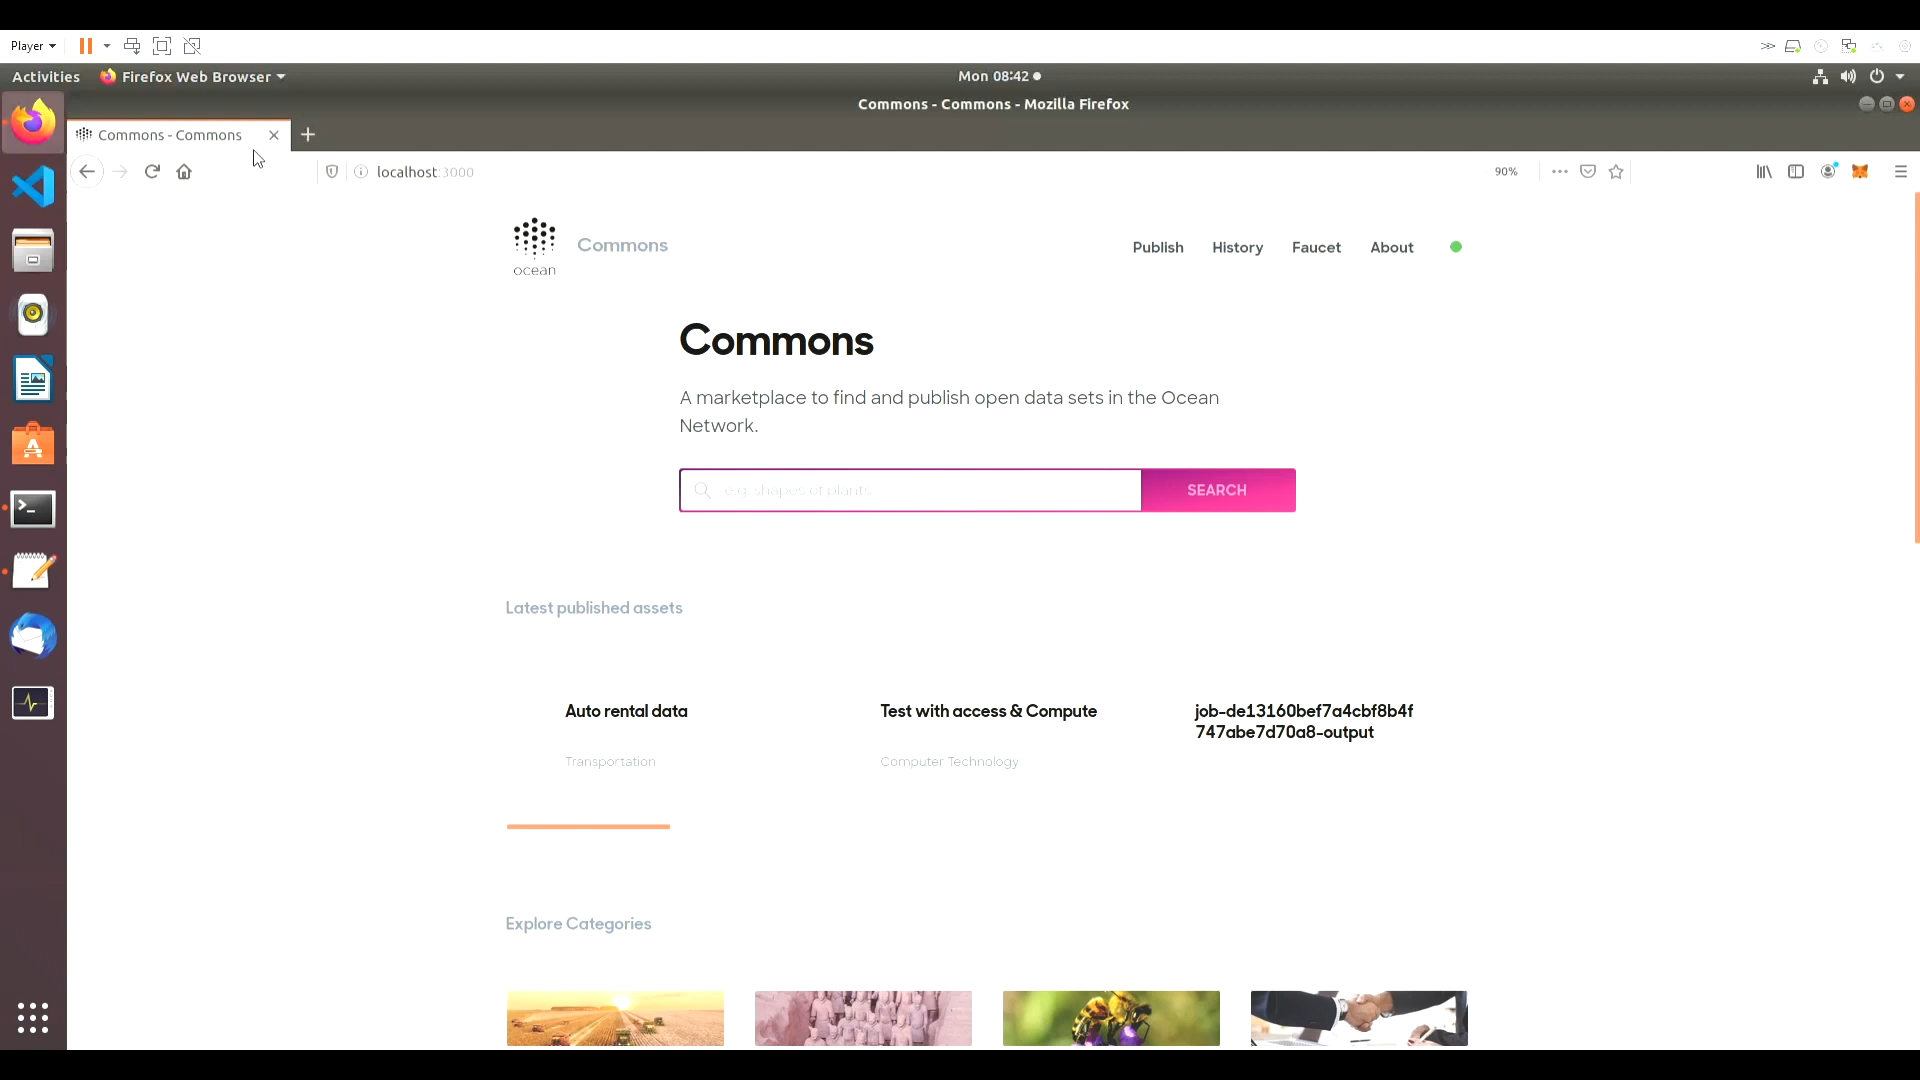 Player
Activities
Firefox Web Browser
Mon 08:42
Commons - Commons - Mozilla Firefox
Commons - Commons
localhost:3000
90%
ocean
Commons
Publish
History
Faucet
About
Commons
A marketplace to find and publish open data sets in the Ocean
Network.
e.g. shapes of plants
SEARCH
Latest published assets
Auto rental data
Transportation
Test with access & Compute
Computer Technology
job-de13160bef7a4cbf8b4f
747abe7d70a8-output
Explore Categories